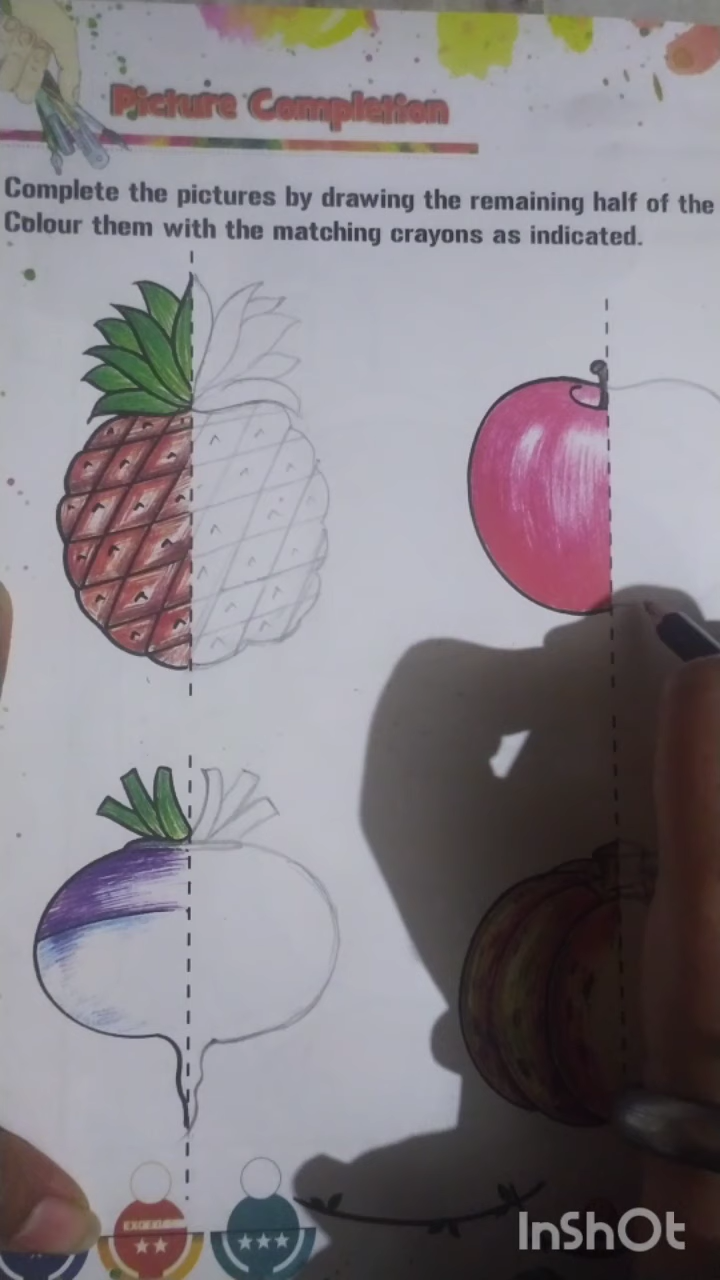 Picture Completion
Complete the pictures by drawing the remaining half of the
Colour them with the matching crayons as indicated.
InShOt